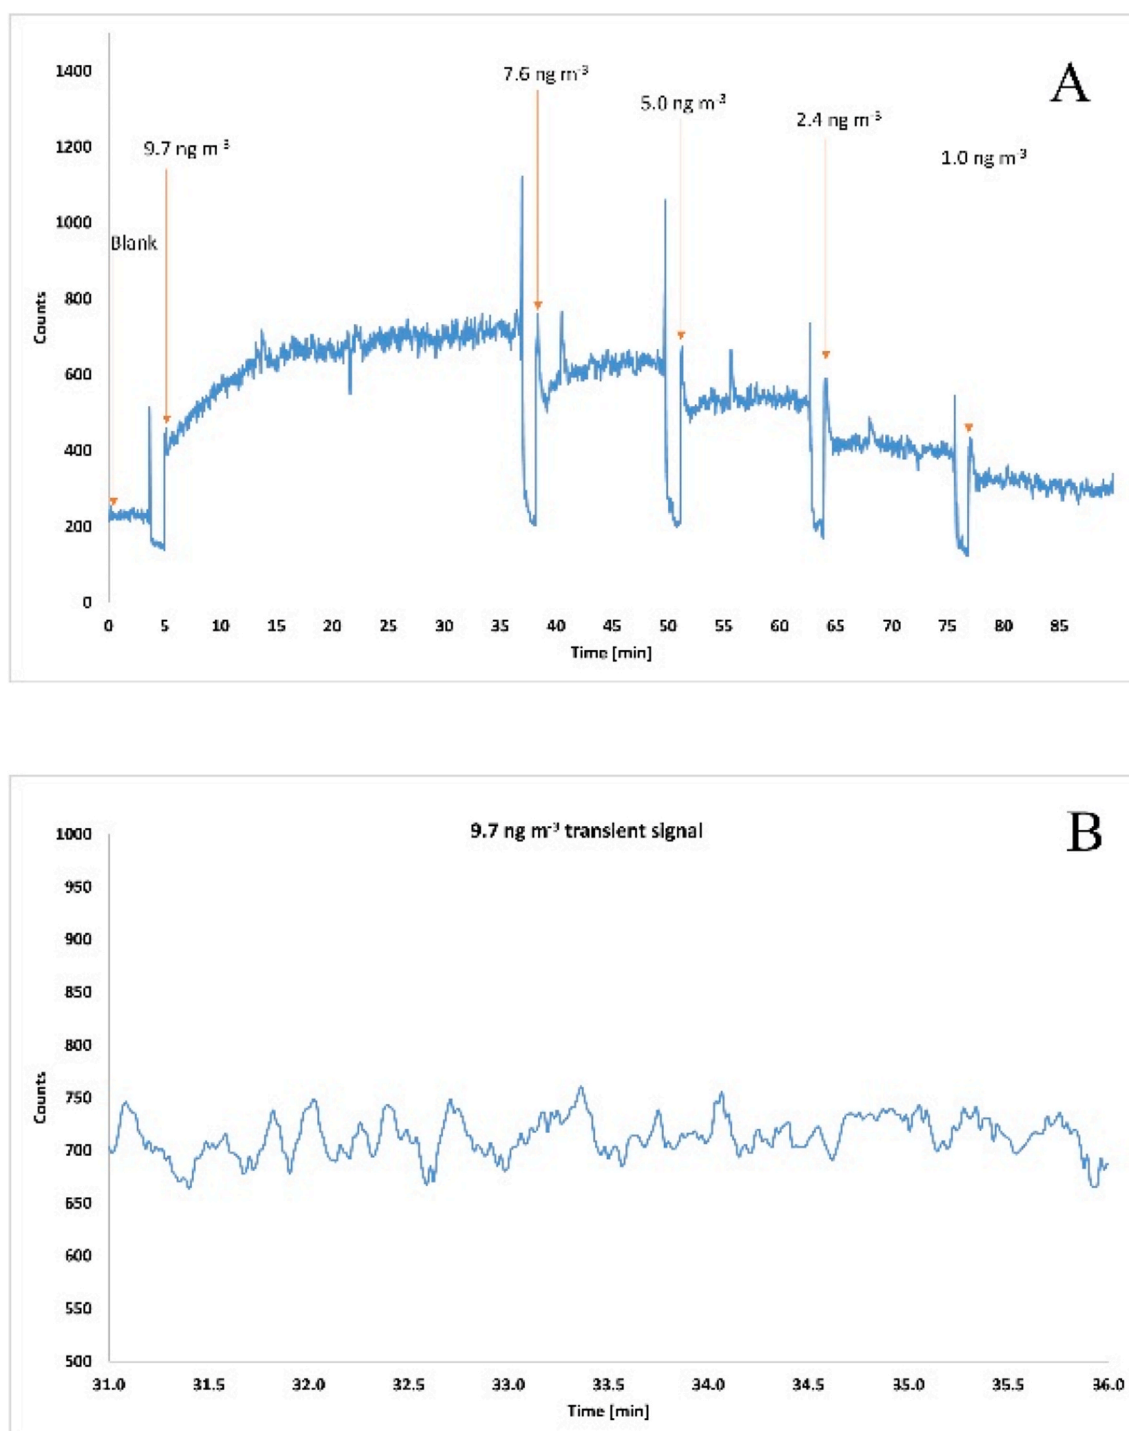 A
1400
1200
1000
800
600
400
200
0
Counts
Blank
9.7 ng m-3
7.6 ng m-3
5.0 ng m-3
2.4 ng m-3
1.0 ng m-3
0 5 10 15 20 25 30 35 40 45 50 55 60 65 70 75 80 85
Time [min]
9.7 ng m-3 transient signal
B
1000
950
900
850
800
750
700
650
600
550
500
Counts
31.0 31.5 32.0 32.5 33.0 33.5 34.0 34.5 35.0 35.5 36.0
Time [min]